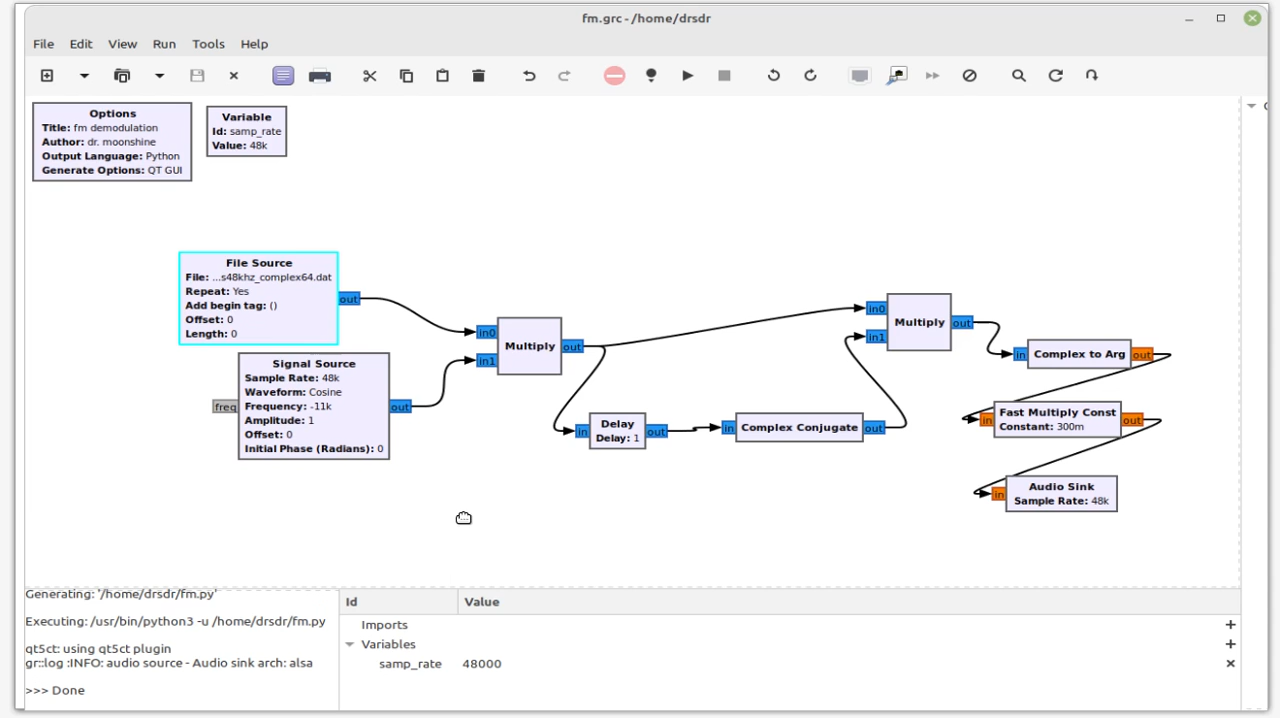 fm.grc - /home/drsdr
File Edit View Run Tools Help
Options
Title: fm demodulation
Author: dr. moonshine
Output Language: Python
Generate Options: QT GUI
Variable
Id: samp_rate
Value: 48k
File Source
File: ...s48khz_complex64.dat
Repeat: Yes
Add begin tag: ()
Offset: 0
Length: 0
out
Signal Source
Sample Rate: 48k
Waveform: Cosine
Frequency: -11k
Amplitude: 1
Offset: 0
Initial Phase (Radians): 0
freq
out
in0
in1
Multiply
out
in
Delay
Delay: 1
out
in
Complex Conjugate
out
in0
in1
Multiply
out
in
Complex to Arg
out
in
Fast Multiply Const
Constant: 300m
out
in
Audio Sink
Sample Rate: 48k
Generating: '/home/drsdr/fm.py'
Executing: /usr/bin/python3 -u /home/drsdr/fm.py
qt5ct: using qt5ct plugin
gr::log :INFO: audio source - Audio sink arch: alsa
>>> Done
Id Value
Imports
Variables
samp_rate 48000